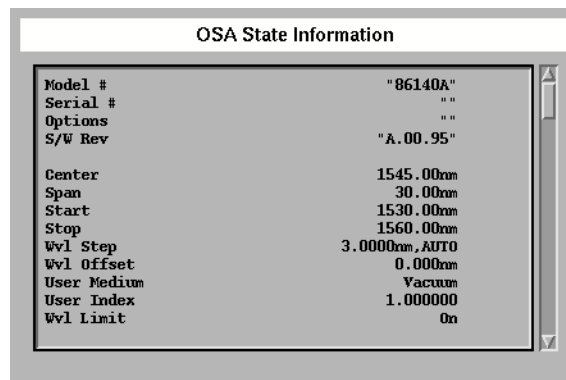 OSA State Information
Model # "86140A"
Serial # ""
Options ""
S/W Rev "A.00.95"
Center 1545.00nm
Span 30.00nm
Start 1530.00nm
Stop 1560.00nm
Wvl Step 3.0000nm,AUTO
Wvl Offset 0.000nm
User Medium Vacuum
User Index 1.000000
Wvl Limit On